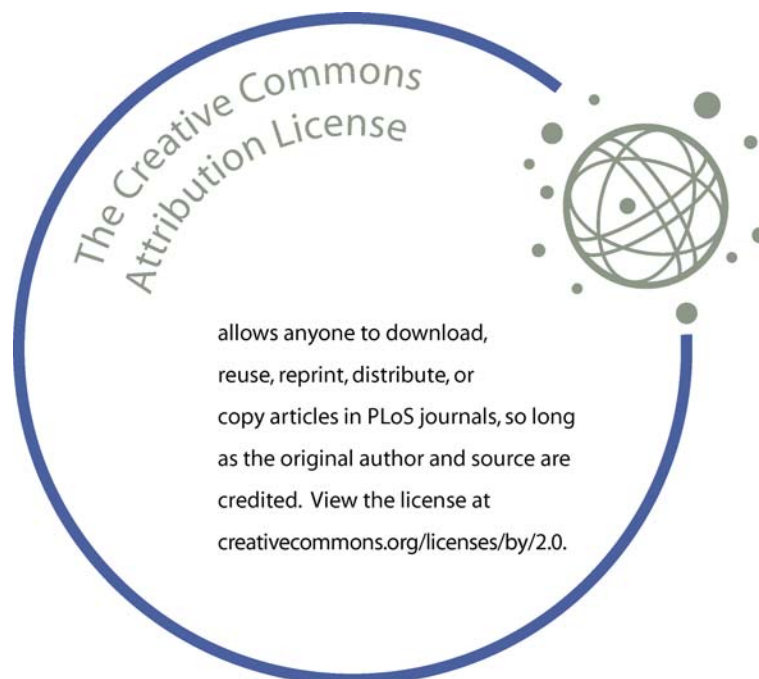 The Creative Commons
Attribution License
allows anyone to download,
reuse, reprint, distribute, or
copy articles in PLoS journals, so long
as the original author and source are
credited. View the license at
creativecommons.org/licenses/by/2.0.